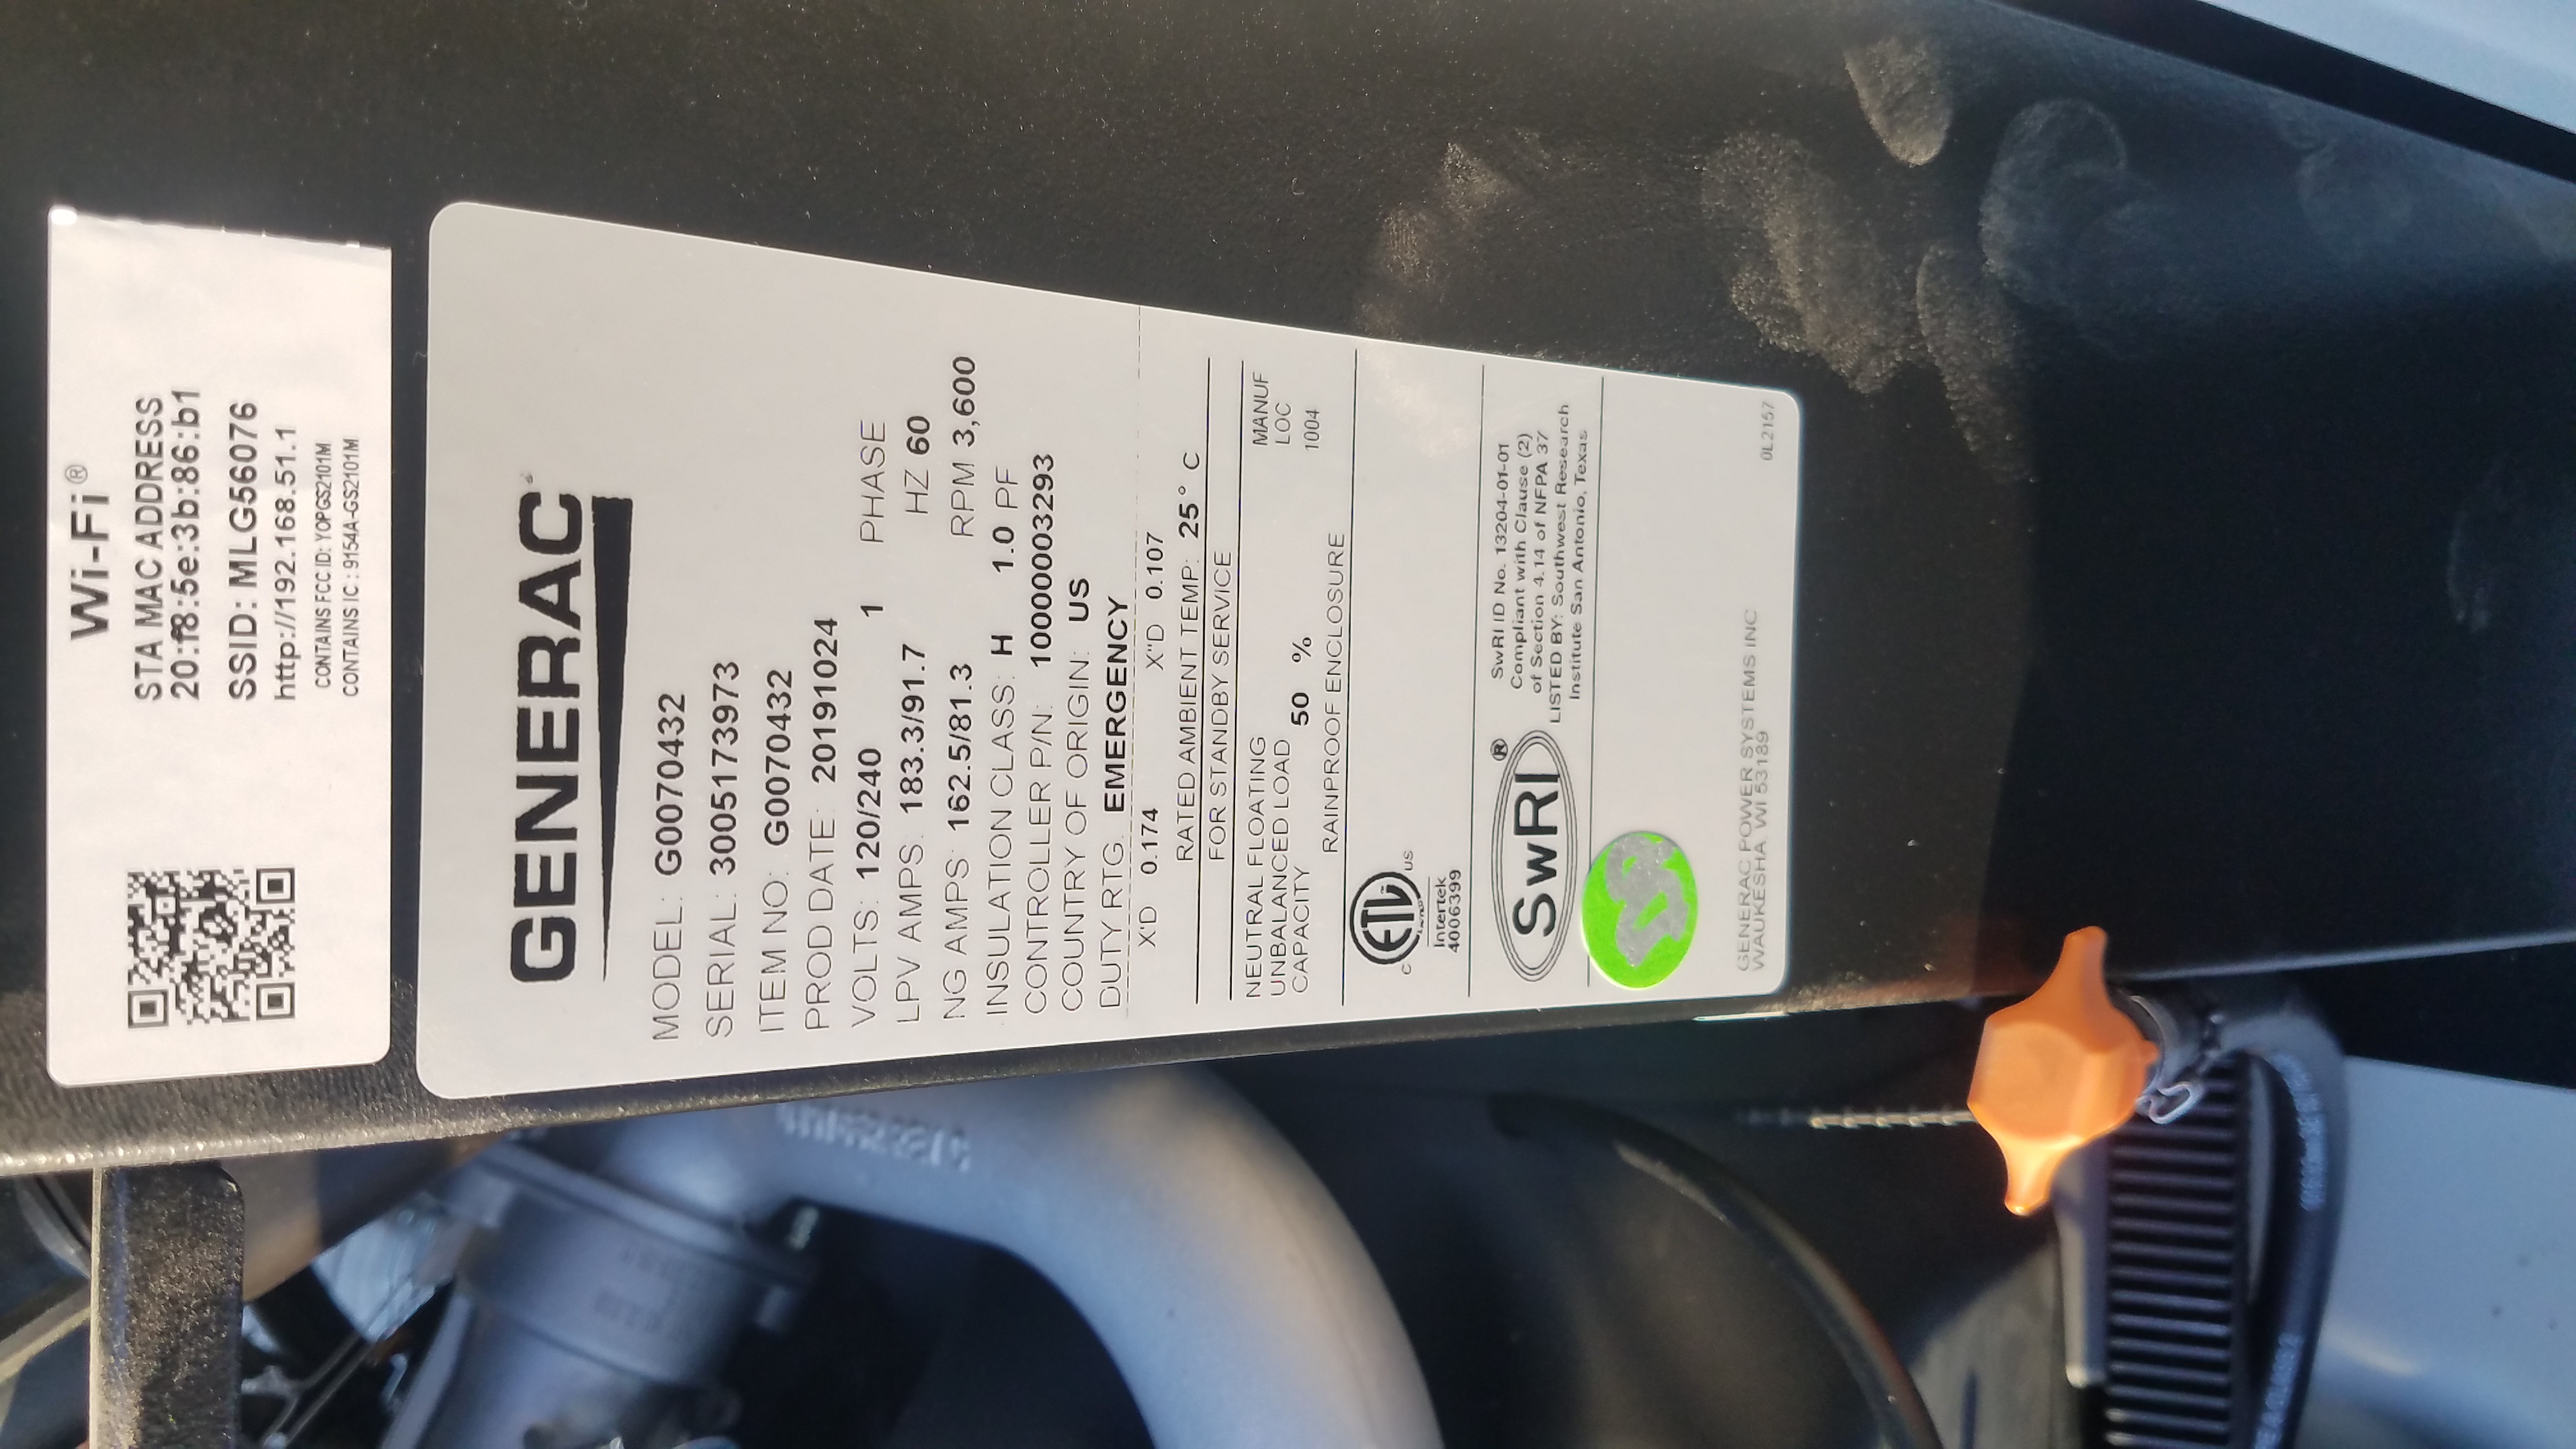 Wi-Fi®
STA MAC ADDRESS
20:f8:5e:3b:86:b1
SSID: MLG56076
http://192.168.51.1
CONTAINS FCC ID: YOPGS2101M
CONTAINS IC : 9154A-GS2101M
GENERAC
MODEL: G0070432
SERIAL: 3005173973
ITEM NO: G0070432
PROD DATE: 20191024
VOLTS: 120/240 1 PHASE
LPV AMPS: 183.3/91.7 HZ 60
NG AMPS: 162.5/81.3 RPM 3,600
INSULATION CLASS: H 1.0 PF
CONTROLLER P/N: 10000003293
COUNTRY OF ORIGIN: US
DUTY RTG. EMERGENCY
X'D 0.174 X"D 0.107
RATED AMBIENT TEMP: 25° C
FOR STANDBY SERVICE
NEUTRAL FLOATING
UNBALANCED LOAD
CAPACITY 50 %
MANUF
LOC
1004
RAINPROOF ENCLOSURE
ETL
C US
Intertek
4006399
SwRI®
SwRI ID No. 13204-01-01
Compliant with Clause (2)
of Section 4.14 of NFPA 37
LISTED BY: Southwest Research
Institute San Antonio, Texas
GENERAC POWER SYSTEMS INC
WAUKESHA WI 53189
0L2157